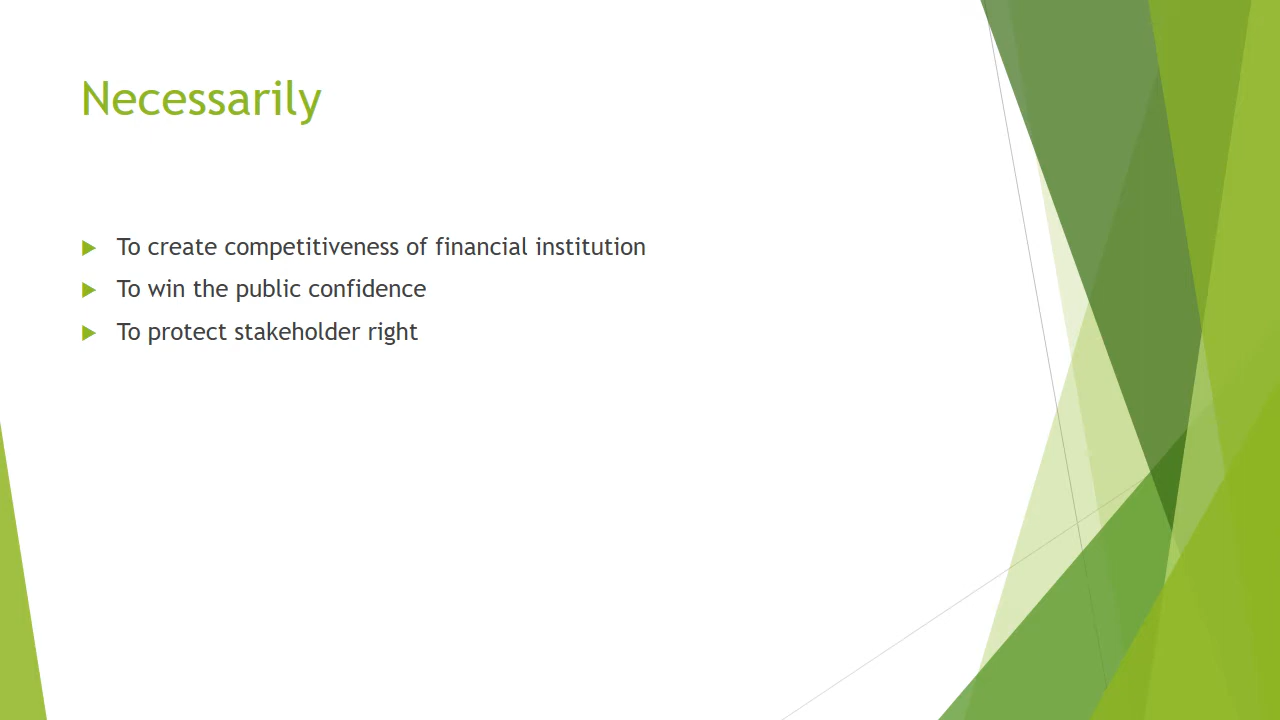 Necessarily
To create competitiveness of financial institution
To win the public confidence
To protect stakeholder right